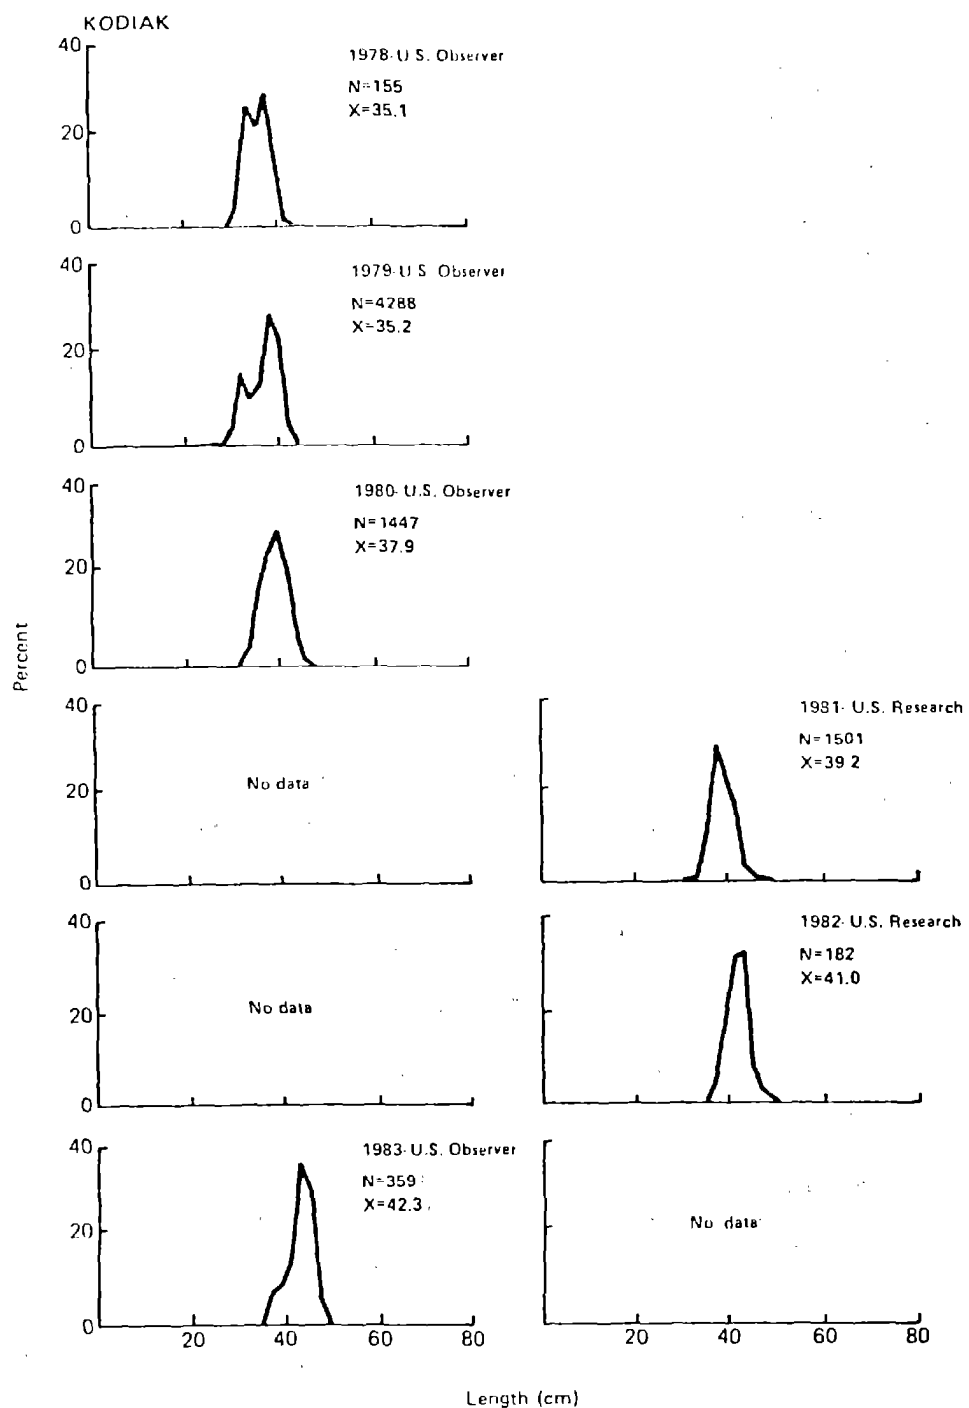 KODIAK
40
20
0
1978-U.S. Observer
N=155
X=35.1
40
20
0
1979-U.S. Observer
N=4288
X=35.2
40
20
0
1980-U.S. Observer
N=1447
X=37.9
Percent
40
20
0
No data
1981-U.S. Research
N=1501
X=39.2
40
20
0
No data
1982-U.S. Research
N=182
X=41.0
40
20
0
1983-U.S. Observer
N=359
X=42.3
No data
20 40 60 80
20 40 60 80
Length (cm)